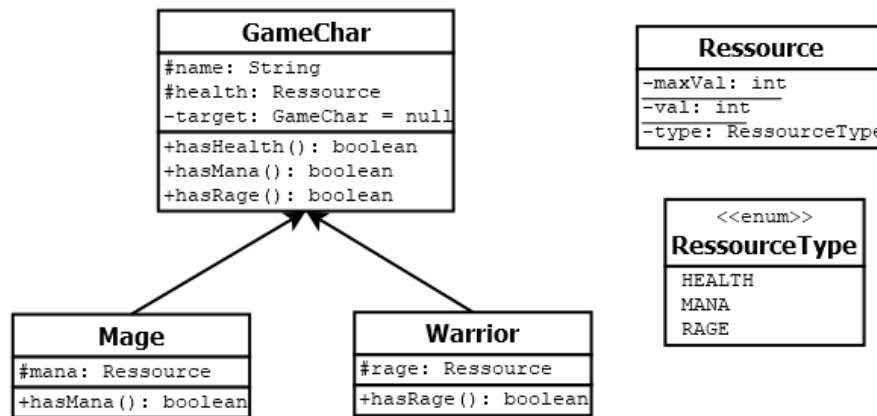 GameChar
#name: String
#health: Ressource
-target: GameChar = null
+hasHealth(): boolean
+hasMana(): boolean
+hasRage(): boolean
Ressource
-maxVal: int
-val: int
-type: RessourceType
<<enum>>
RessourceType
HEALTH
MANA
RAGE
Mage
#mana: Ressource
+hasMana(): boolean
Warrior
#rage: Ressource
+hasRage(): boolean